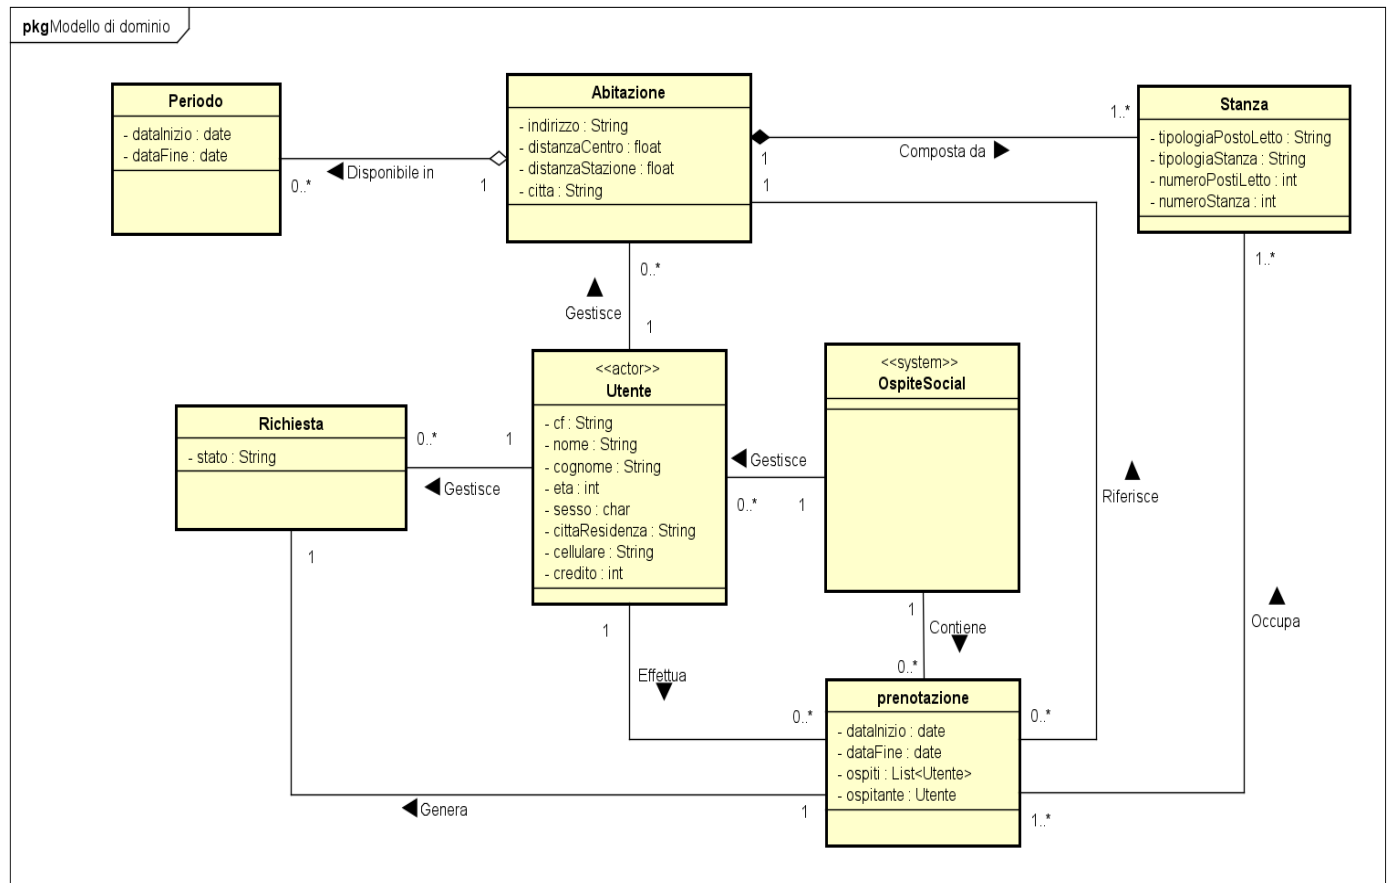 pkg Modello di dominio
Periodo
- dataInizio : date
- dataFine : date
0..*
◀ Disponibile in
1
Abitazione
- indirizzo : String
- distanzaCentro : float
- distanzaStazione : float
- citta : String
1
Composta da ▶
1..*
1
Stanza
- tipologiaPostoLetto : String
- tipologiaStanza : String
- numeroPostiLetto : int
- numeroStanza : int
1..*
0..*
▲
Gestisce
1
<<actor>>
Utente
- cf : String
- nome : String
- cognome : String
- eta : int
- sesso : char
- cittaResidenza : String
- cellulare : String
- credito : int
<<system>>
OspiteSocial
Richiesta
- stato : String
0..*
1
◀ Gestisce
1
◀ Gestisce
0..*
1
▲
Riferisce
▲
Occupa
1
Effettua
▼
0..*
1
Contiene
▼
0..*
prenotazione
- dataInizio : date
- dataFine : date
- ospiti : List<Utente>
- ospitante : Utente
0..*
1..*
◀ Genera
1